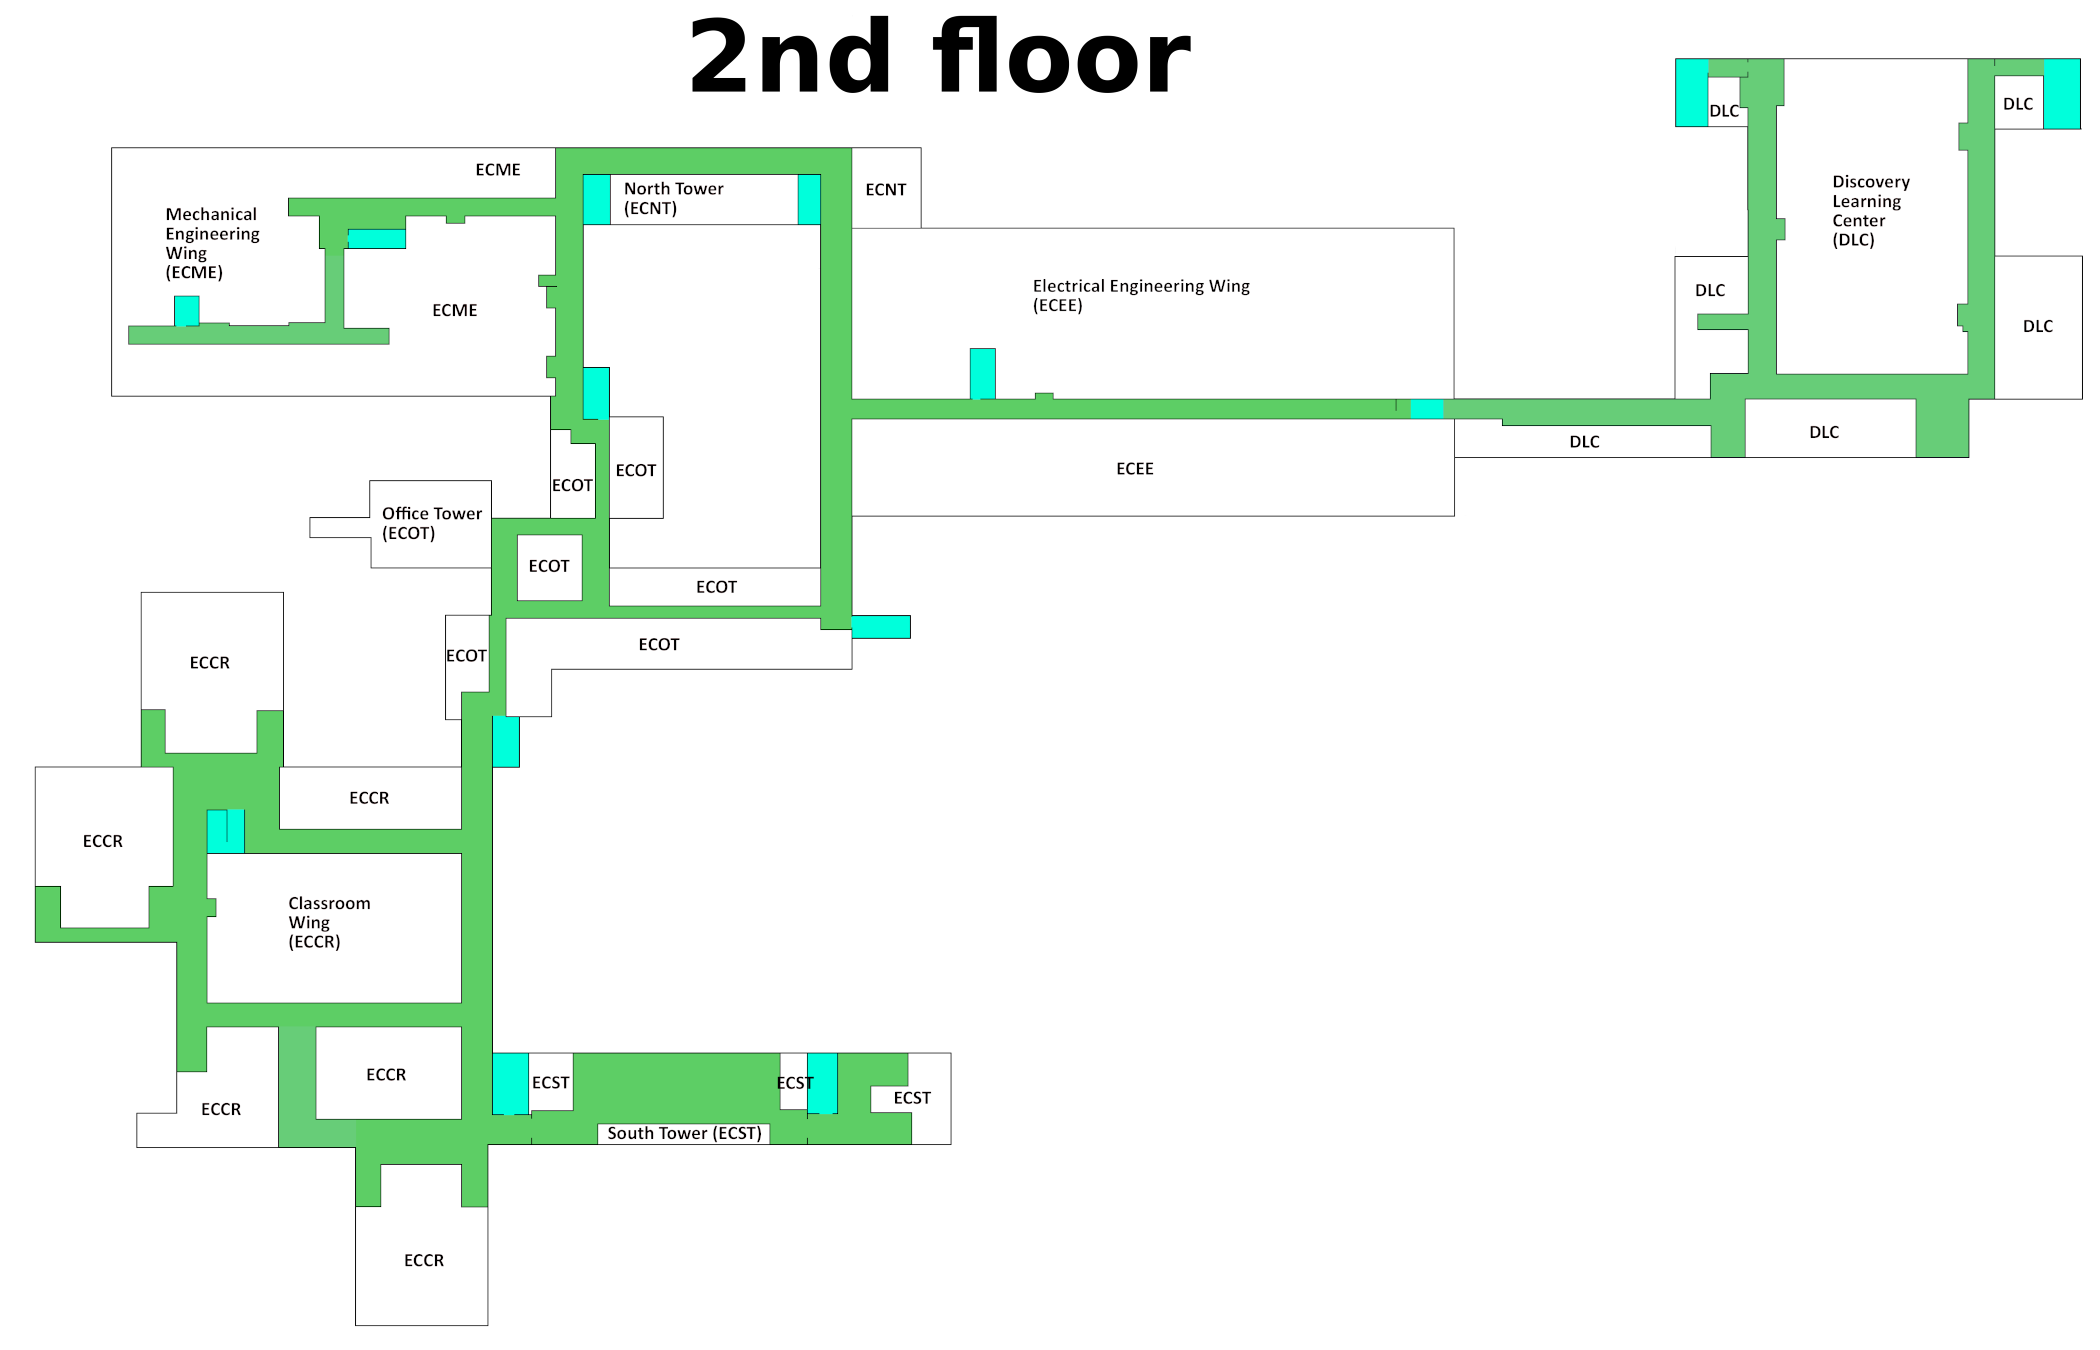 2nd floor
DLC
DLC
ECME
North Tower
(ECNT)
ECNT
Discovery
Learning
Center
(DLC)
Mechanical
Engineering
Wing
(ECME)
Electrical Engineering Wing
(ECEE)
DLC
ECME
DLC
DLC
DLC
ECOT
ECOT
ECEE
Office Tower
(ECOT)
ECOT
ECOT
ECOT
ECOT
ECCR
ECCR
ECCR
Classroom
Wing
(ECCR)
ECCR
ECST
ECST
ECST
ECCR
South Tower (ECST)
ECCR